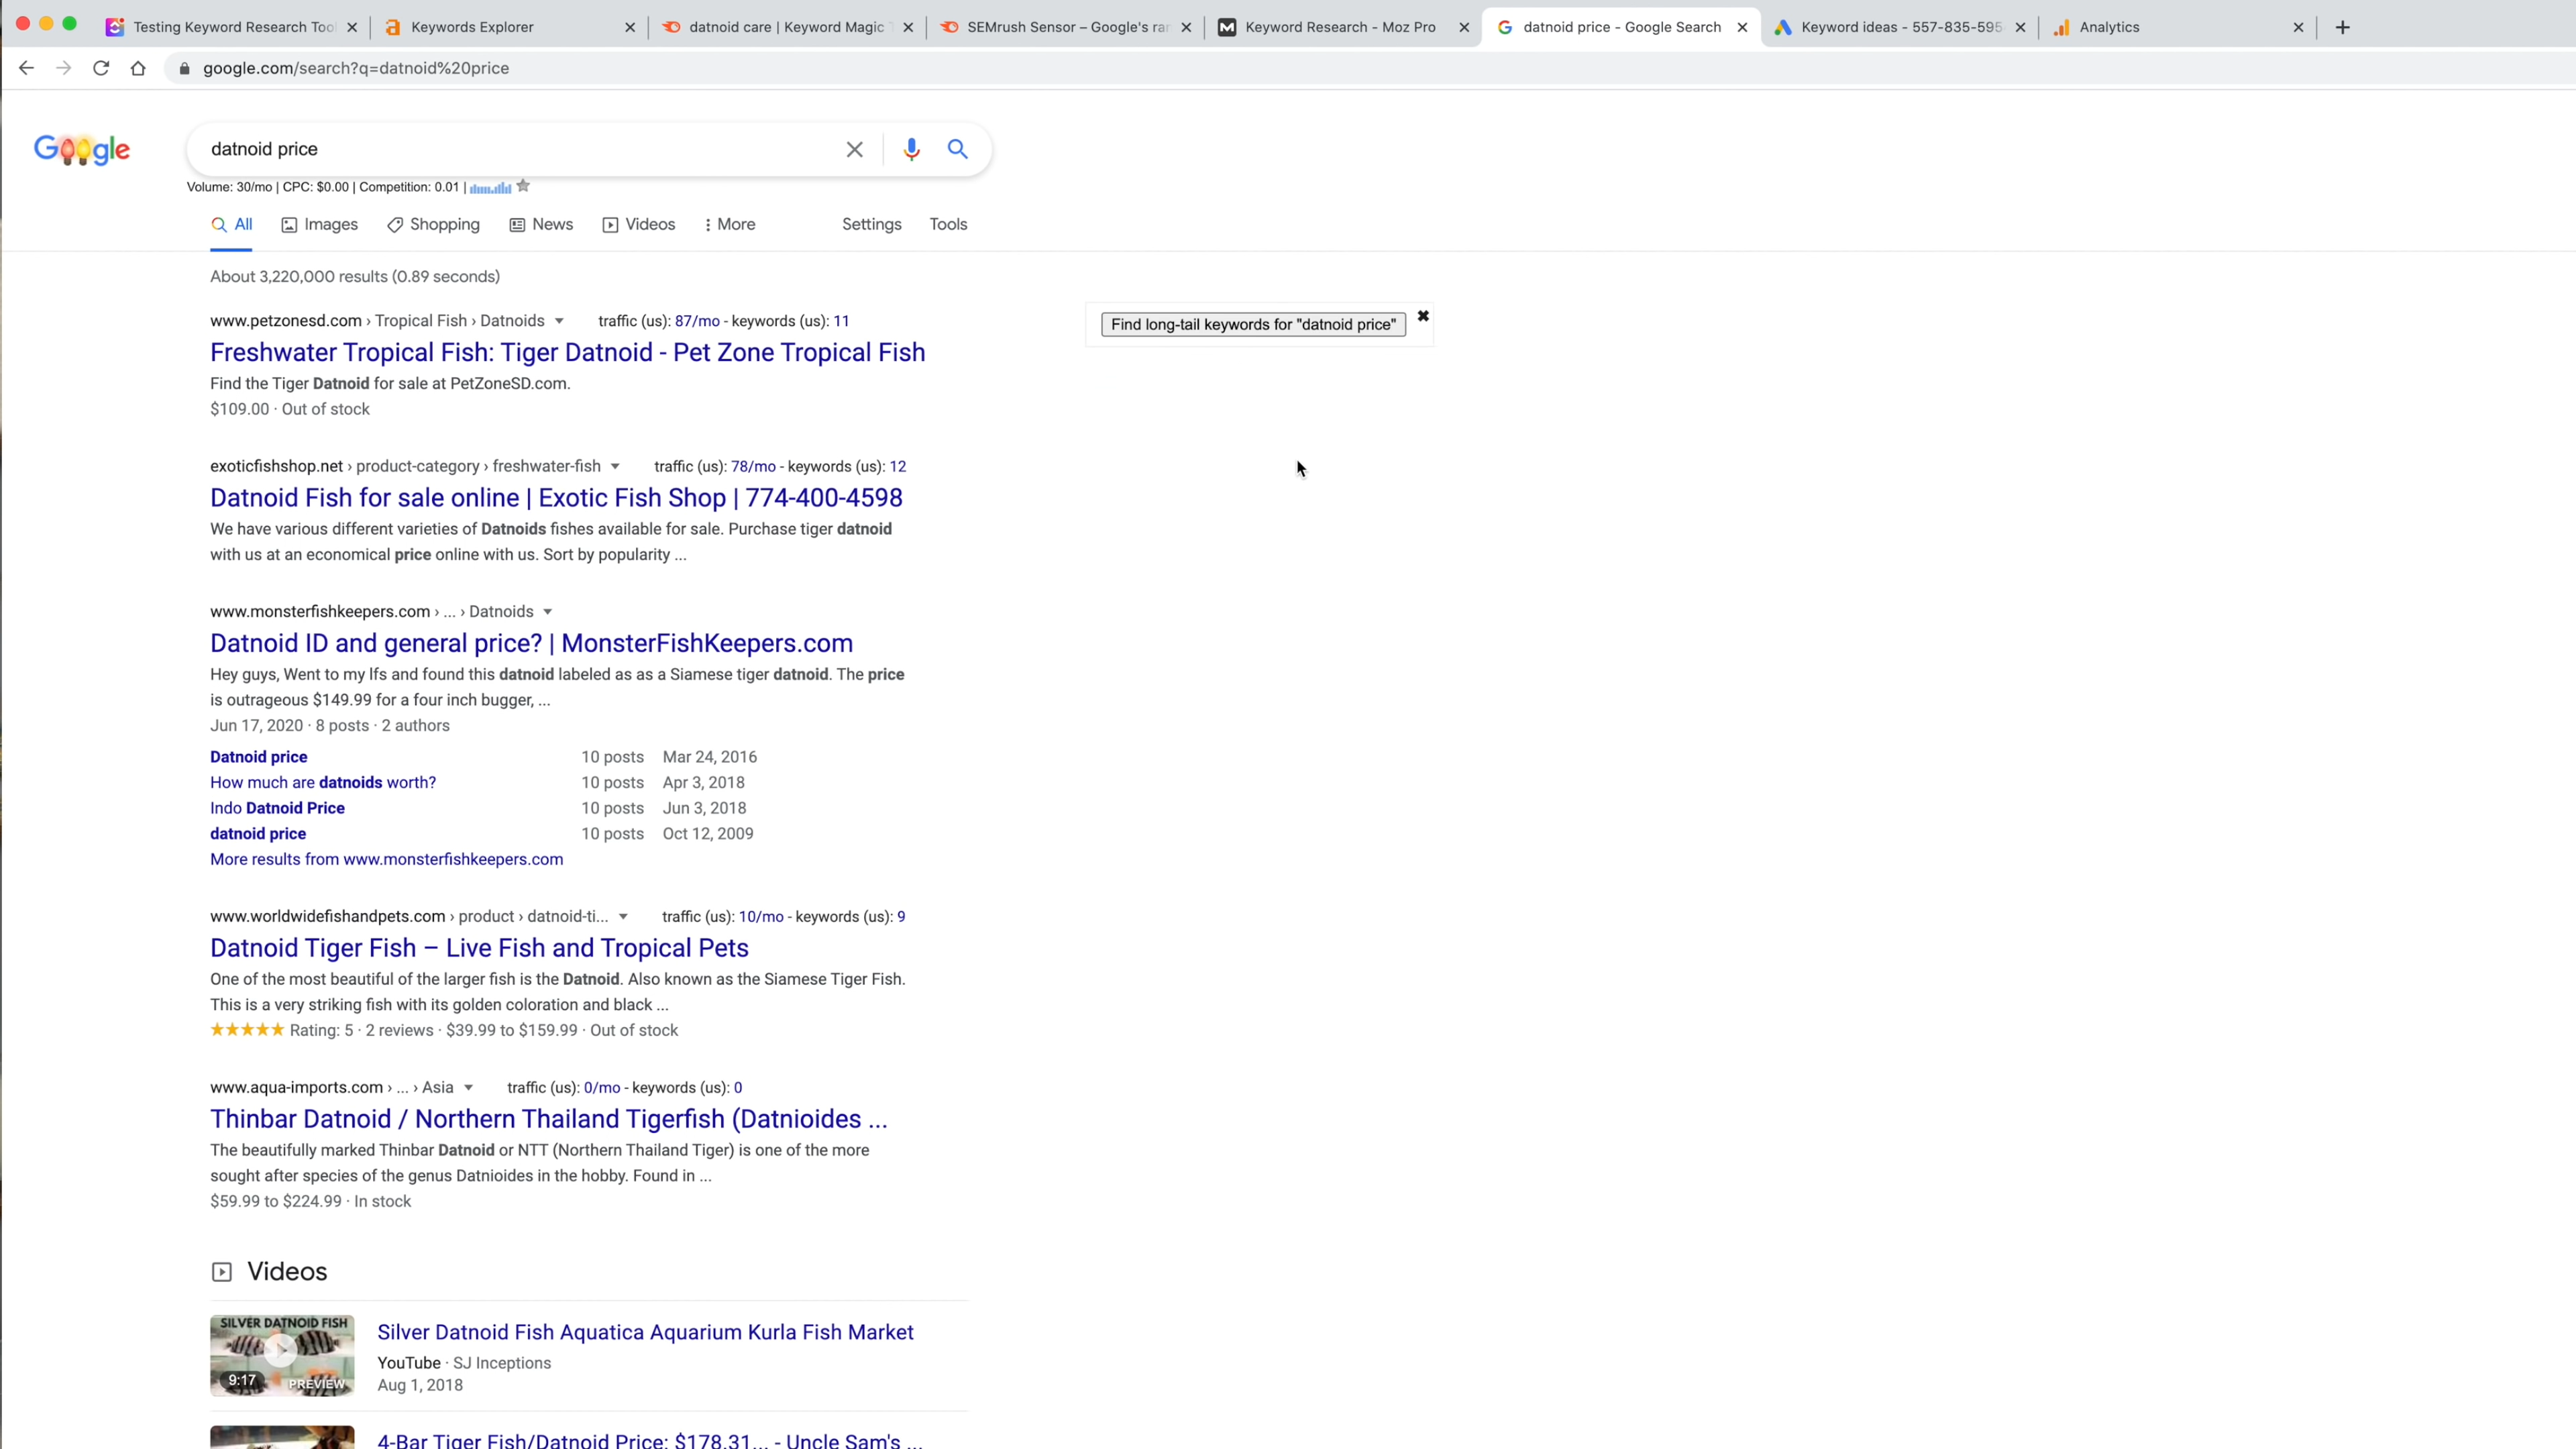 Testing Keyword Research Too
Keywords Explorer
datnoid care | Keyword Magic T
SEMrush Sensor – Google's ran
Keyword Research - Moz Pro
datnoid price - Google Search
Keyword ideas - 557-835-595
Analytics
google.com/search?q=datnoid%20price
Google
datnoid price
Volume: 30/mo | CPC: $0.00 | Competition: 0.01 |
All Images Shopping News Videos More Settings Tools
About 3,220,000 results (0.89 seconds)
www.petzonesd.com › Tropical Fish › Datnoids traffic (us): 87/mo - keywords (us): 11
Find long-tail keywords for "datnoid price"
Freshwater Tropical Fish: Tiger Datnoid - Pet Zone Tropical Fish
Find the Tiger Datnoid for sale at PetZoneSD.com.
$109.00 · Out of stock
exoticfishshop.net › product-category › freshwater-fish traffic (us): 78/mo - keywords (us): 12
Datnoid Fish for sale online | Exotic Fish Shop | 774-400-4598
We have various different varieties of Datnoids fishes available for sale. Purchase tiger datnoid
with us at an economical price online with us. Sort by popularity ...
www.monsterfishkeepers.com › ... › Datnoids
Datnoid ID and general price? | MonsterFishKeepers.com
Hey guys, Went to my lfs and found this datnoid labeled as as a Siamese tiger datnoid. The price
is outrageous $149.99 for a four inch bugger, ...
Jun 17, 2020 · 8 posts · 2 authors
Datnoid price 10 posts Mar 24, 2016
How much are datnoids worth? 10 posts Apr 3, 2018
Indo Datnoid Price 10 posts Jun 3, 2018
datnoid price 10 posts Oct 12, 2009
More results from www.monsterfishkeepers.com
www.worldwidefishandpets.com › product › datnoid-ti... traffic (us): 10/mo - keywords (us): 9
Datnoid Tiger Fish – Live Fish and Tropical Pets
One of the most beautiful of the larger fish is the Datnoid. Also known as the Siamese Tiger Fish.
This is a very striking fish with its golden coloration and black ...
Rating: 5 · 2 reviews · $39.99 to $159.99 · Out of stock
www.aqua-imports.com › ... › Asia traffic (us): 0/mo - keywords (us): 0
Thinbar Datnoid / Northern Thailand Tigerfish (Datnioides ...
The beautifully marked Thinbar Datnoid or NTT (Northern Thailand Tiger) is one of the more
sought after species of the genus Datnioides in the hobby. Found in ...
$59.99 to $224.99 · In stock
Videos
SILVER DATNOID FISH
9:17 PREVIEW
Silver Datnoid Fish Aquatica Aquarium Kurla Fish Market
YouTube · SJ Inceptions
Aug 1, 2018
4-Bar Tiger Fish/Datnoid Price: $178.31... - Uncle Sam's ...